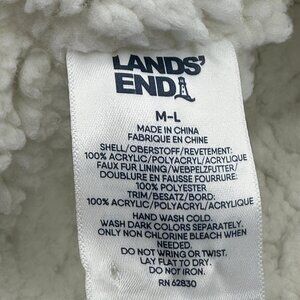 LANDS'
END
M-L
MADE IN CHINA
FABRIQUE EN CHINE
SHELL/OBERSTOFF/REVETEMENT:
100% ACRYLIC/POLYACRYL/ACRYLIQUE
FAUX FUR LINING/WEBPELZFUTTER/
DOUBLURE EN FAUSSE FOURRURE:
100% POLYESTER
TRIM/BESATZ/BORD:
100% ACRYLIC/POLYACRYL/ACRYLIQUE
HAND WASH COLD.
WASH DARK COLORS SEPARATELY.
ONLY NON CHLORINE BLEACH WHEN
NEEDED.
DO NOT WRING OR TWIST.
LAY FLAT TO DRY.
DO NOT IRON.
RN 62830